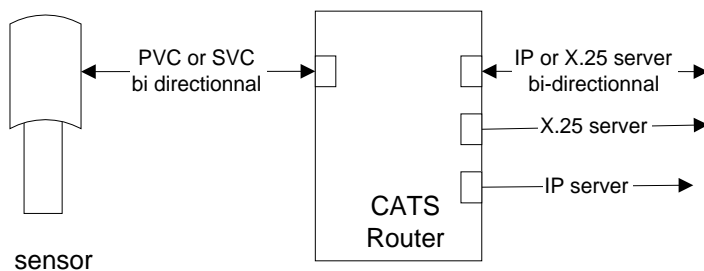 PVC or SVC
bi directionnal
IP or X.25 server
bi-directionnal
X.25 server
IP server
CATS
Router
sensor